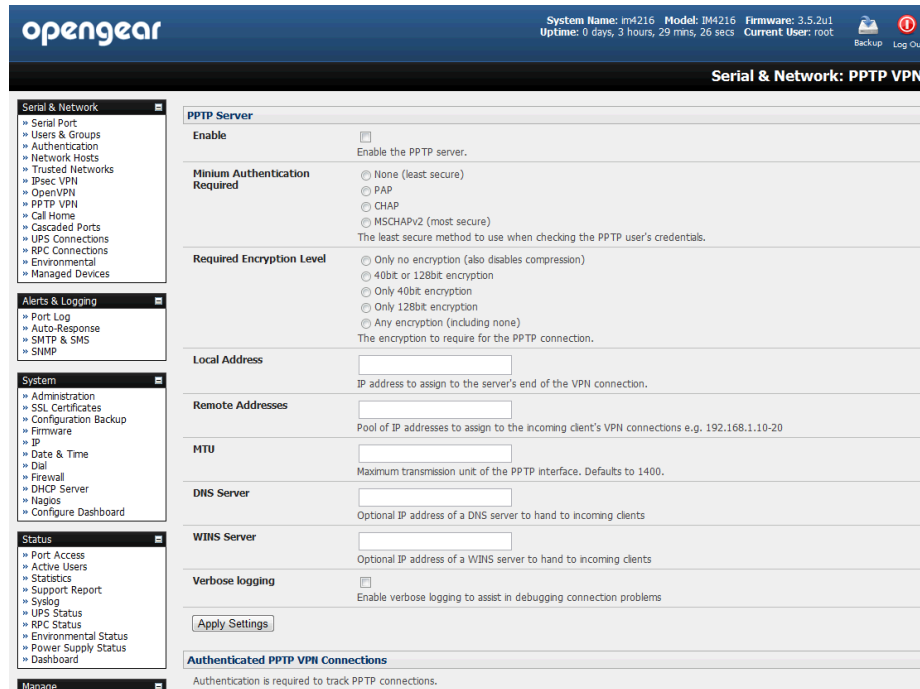 opengear
System Name: im4216 Model: IM4216 Firmware: 3.5.2u1
Uptime: 0 days, 3 hours, 29 mins, 26 secs Current User: root
Backup
Log Ou
Serial & Network: PPTP VPN
Serial & Network
» Serial Port
» Users & Groups
» Authentication
» Network Hosts
» Trusted Networks
» IPsec VPN
» OpenVPN
» PPTP VPN
» Call Home
» Cascaded Ports
» UPS Connections
» RPC Connections
» Environmental
» Managed Devices
Alerts & Logging
» Port Log
» Auto-Response
» SMTP & SMS
» SNMP
System
» Administration
» SSL Certificates
» Configuration Backup
» Firmware
» IP
» Date & Time
» Dial
» Firewall
» DHCP Server
» Nagios
» Configure Dashboard
Status
» Port Access
» Active Users
» Statistics
» Support Report
» Syslog
» UPS Status
» RPC Status
» Environmental Status
» Power Supply Status
» Dashboard
Manage
PPTP Server
Enable
Enable the PPTP server.
Minium Authentication
Required
None (least secure)
PAP
CHAP
MSCHAPv2 (most secure)
The least secure method to use when checking the PPTP user's credentials.
Required Encryption Level
Only no encryption (also disables compression)
40bit or 128bit encryption
Only 40bit encryption
Only 128bit encryption
Any encryption (including none)
The encryption to require for the PPTP connection.
Local Address
IP address to assign to the server's end of the VPN connection.
Remote Addresses
Pool of IP addresses to assign to the incoming client's VPN connections e.g. 192.168.1.10-20
MTU
Maximum transmission unit of the PPTP interface. Defaults to 1400.
DNS Server
Optional IP address of a DNS server to hand to incoming clients
WINS Server
Optional IP address of a WINS server to hand to incoming clients
Verbose logging
Enable verbose logging to assist in debugging connection problems
Apply Settings
Authenticated PPTP VPN Connections
Authentication is required to track PPTP connections.